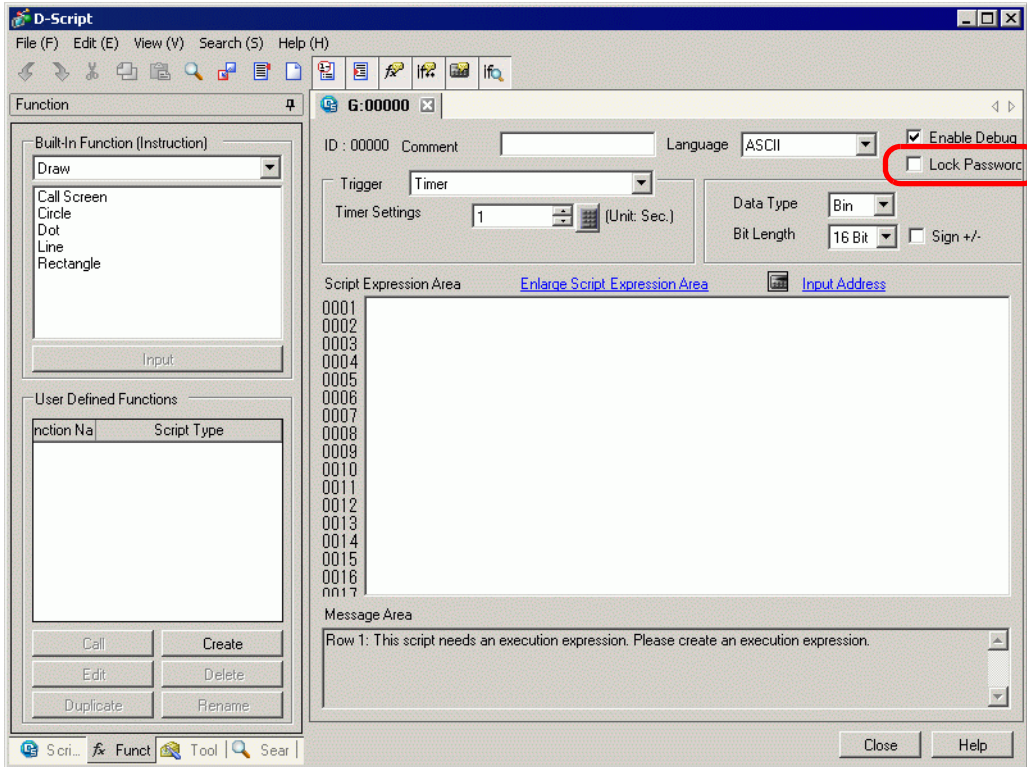 D-Script
File (F) Edit (E) View (V) Search (S) Help (H)
Function
G:00000
Built-In Function (Instruction)
Draw
Call Screen
Circle
Dot
Line
Rectangle
Input
User Defined Functions
nction Na Script Type
Call Create
Edit Delete
Duplicate Rename
Scri... fx Funct Tool Sear
ID : 00000 Comment Language ASCII Enable Debug
Lock Password
Trigger Timer
Timer Settings 1 (Unit: Sec.)
Data Type Bin
Bit Length 16 Bit Sign +/-
Script Expression Area Enlarge Script Expression Area Input Address
0001
0002
0003
0004
0005
0006
0007
0008
0009
0010
0011
0012
0013
0014
0015
0016
0017
Message Area
Row 1: This script needs an execution expression. Please create an execution expression.
Close Help